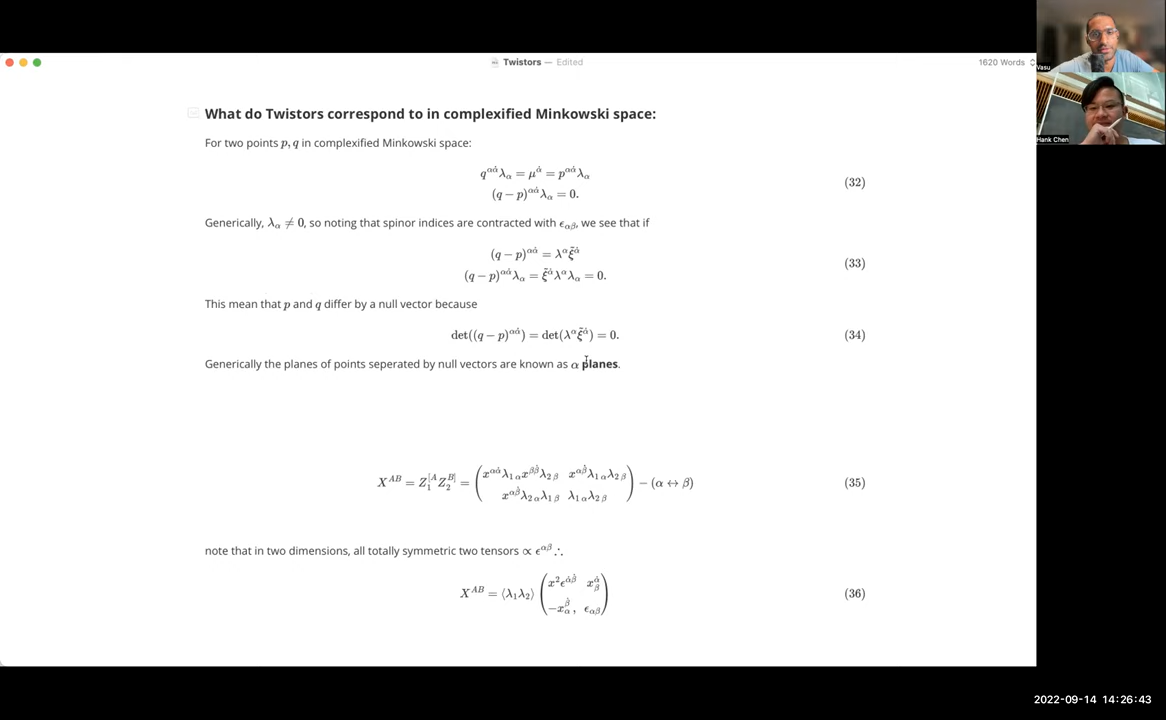 Twistors — Edited
1620 Words
Vasu
Hank Chen
What do Twistors correspond to in complexified Minkowski space:
For two points p, q in complexified Minkowski space:
q^{αα̇}λ_α = μ^{α̇} = p^{αα̇}λ_α
(q − p)^{αα̇}λ_α = 0. (32)
Generically, λ_α ≠ 0, so noting that spinor indices are contracted with ϵ_{αβ}, we see that if
(q − p)^{αα̇} = λ^α ξ̃^{α̇}
(q − p)^{αα̇}λ_α = ξ̃^{α̇}λ^αλ_α = 0. (33)
This mean that p and q differ by a null vector because
det((q − p)^{αα̇}) = det(λ^α ξ̃^{α̇}) = 0. (34)
Generically the planes of points seperated by null vectors are known as α planes.
X^{AB} = Z_1^{[A} Z_2^{B]} = ( x^{αα̇}λ_{1α}x^{ββ̇}λ_{2β} x^{αβ̇}λ_{1α}λ_{2β}
x^{αβ̇}λ_{2α}λ_{1β} λ_{1α}λ_{2β} ) − (α ↔ β) (35)
note that in two dimensions, all totally symmetric two tensors ∝ ϵ^{αβ} ∴
X^{AB} = ⟨λ_1λ_2⟩ ( x^2ϵ^{α̇β̇} x^{α̇}_β
−x^{β̇}_α, ϵ_{αβ} ) (36)
2022-09-14 14:26:43